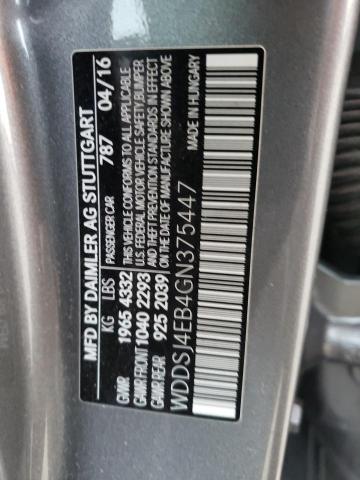 MFD BY DAIMLER AG STUTTGART
787 04/16
KG LBS PASSENGER CAR
GVWR 1965 4332 THIS VEHICLE CONFORMS TO ALL APPLICABLE
GAWR FRONT 1040 2293 U.S. FEDERAL MOTOR VEHICLE SAFETY, BUMPER
GAWR REAR 925 2039 AND THEFT PREVENTION STANDARDS IN EFFECT
ON THE DATE OF MANUFACTURE SHOWN ABOVE
MADE IN HUNGARY
WDDSJ4EB4GN375447